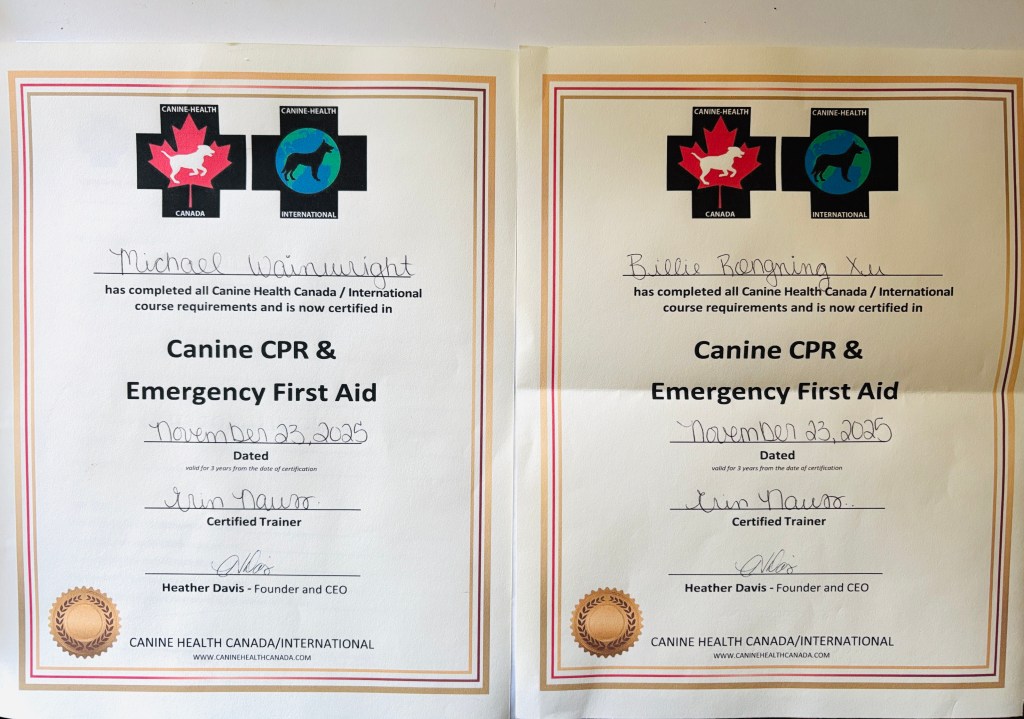 CANINE-HEALTH
CANADA
CANINE-HEALTH
INTERNATIONAL
Michael Wainwright
has completed all Canine Health Canada / International
course requirements and is now certified in
Canine CPR &
Emergency First Aid
November 23, 2025
Dated
valid for 3 years from the date of certification
Erin Nauss
Certified Trainer
Heather Davis - Founder and CEO
CANINE HEALTH CANADA/INTERNATIONAL
WWW.CANINEHEALTHCANADA.COM
CANINE-HEALTH
CANADA
CANINE-HEALTH
INTERNATIONAL
Billie Rongning Xu
has completed all Canine Health Canada / International
course requirements and is now certified in
Canine CPR &
Emergency First Aid
November 23, 2025
Dated
valid for 3 years from the date of certification
Erin Nauss
Certified Trainer
Heather Davis - Founder and CEO
CANINE HEALTH CANADA/INTERNATIONAL
WWW.CANINEHEALTHCANADA.COM